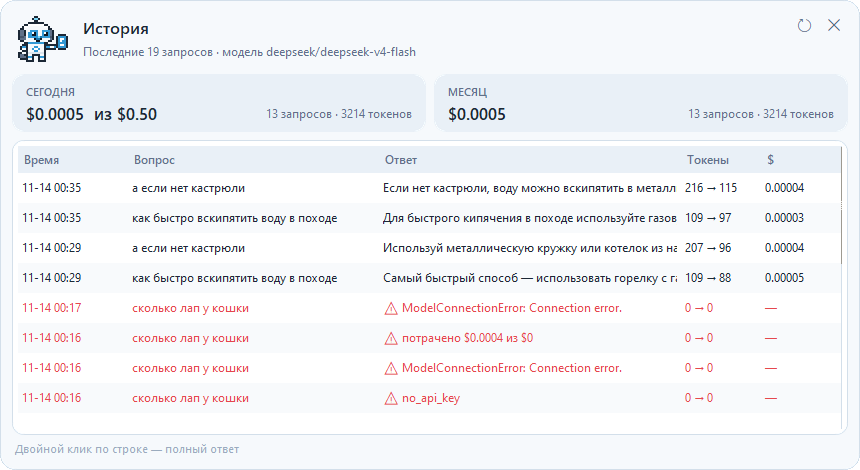 История
Последние 19 запросов · модель deepseek/deepseek-v4-flash
СЕГОДНЯ
$0.0005 из $0.50 13 запросов · 3214 токенов
МЕСЯЦ
$0.0005 13 запросов · 3214 токенов
Время Вопрос Ответ Токены $
11-14 00:35 а если нет кастрюли Если нет кастрюли, воду можно вскипятить в металл 216 → 115 0.00004
11-14 00:35 как быстро вскипятить воду в походе Для быстрого кипячения в походе используйте газов 109 → 97 0.00003
11-14 00:29 а если нет кастрюли Используй металлическую кружку или котелок из на 207 → 96 0.00004
11-14 00:29 как быстро вскипятить воду в походе Самый быстрый способ — использовать горелку с га 109 → 88 0.00005
11-14 00:17 сколько лап у кошки ⚠ ModelConnectionError: Connection error. 0 → 0 —
11-14 00:16 сколько лап у кошки ⚠ потрачено $0.0004 из $0 0 → 0 —
11-14 00:16 сколько лап у кошки ⚠ ModelConnectionError: Connection error. 0 → 0 —
11-14 00:16 сколько лап у кошки ⚠ no_api_key 0 → 0 —
Двойной клик по строке — полный ответ